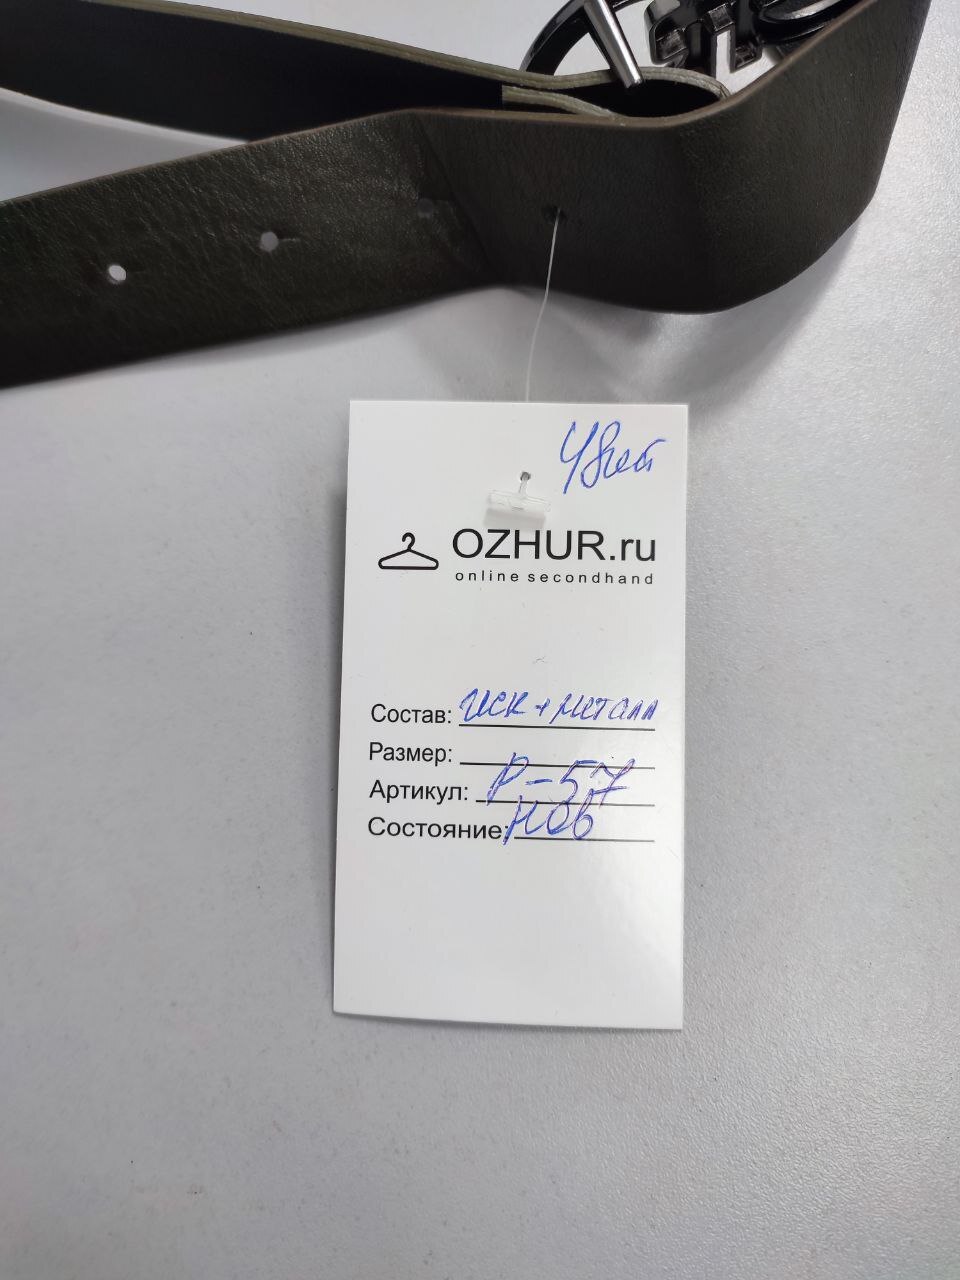 OZHUR.ru
online secondhand
Состав: иск + металл
Размер:
Артикул: Р-57
Состояние: нов